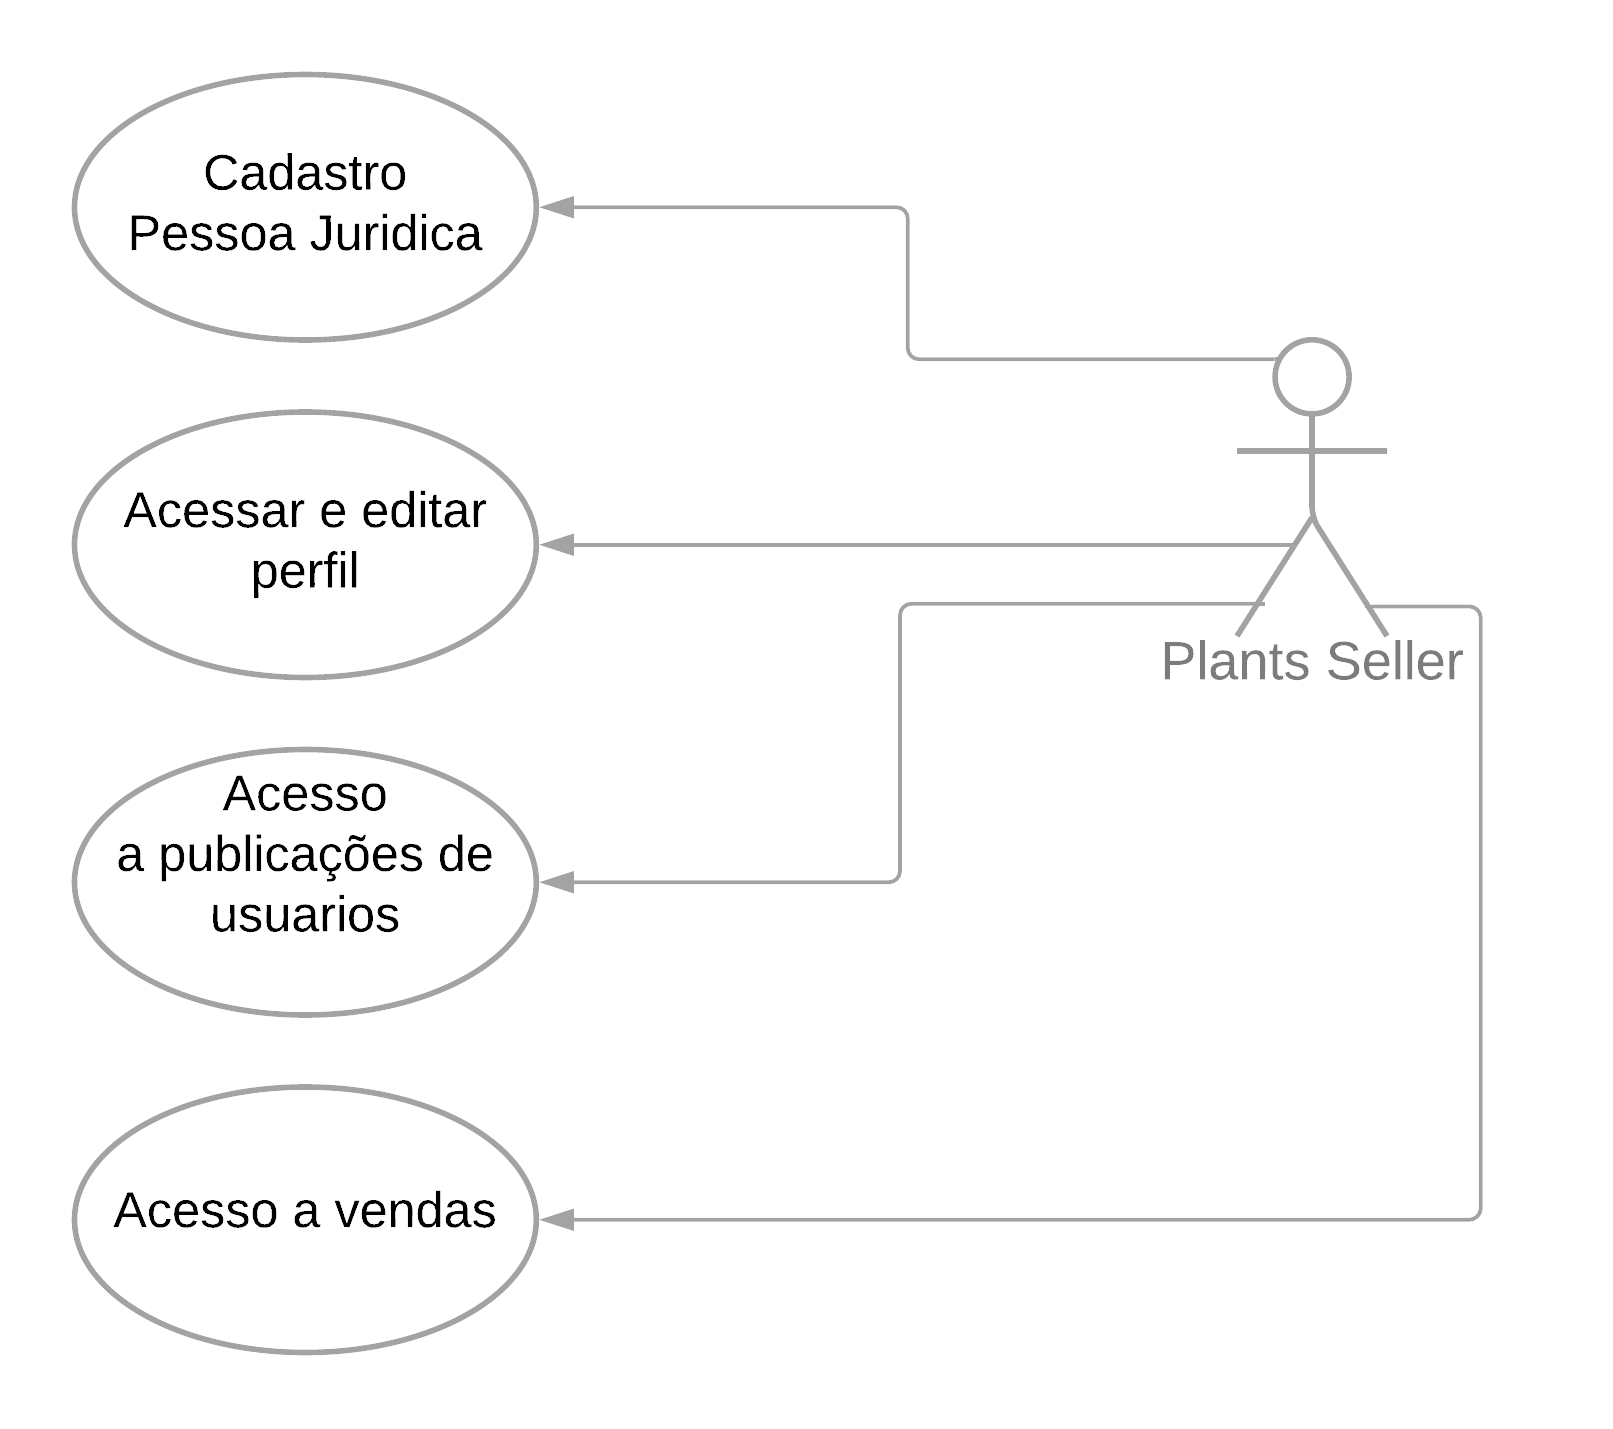 Cadastro
Pessoa Juridica
Acessar e editar
perfil
Plants Seller
Acesso
a publicações de
usuarios
Acesso a vendas